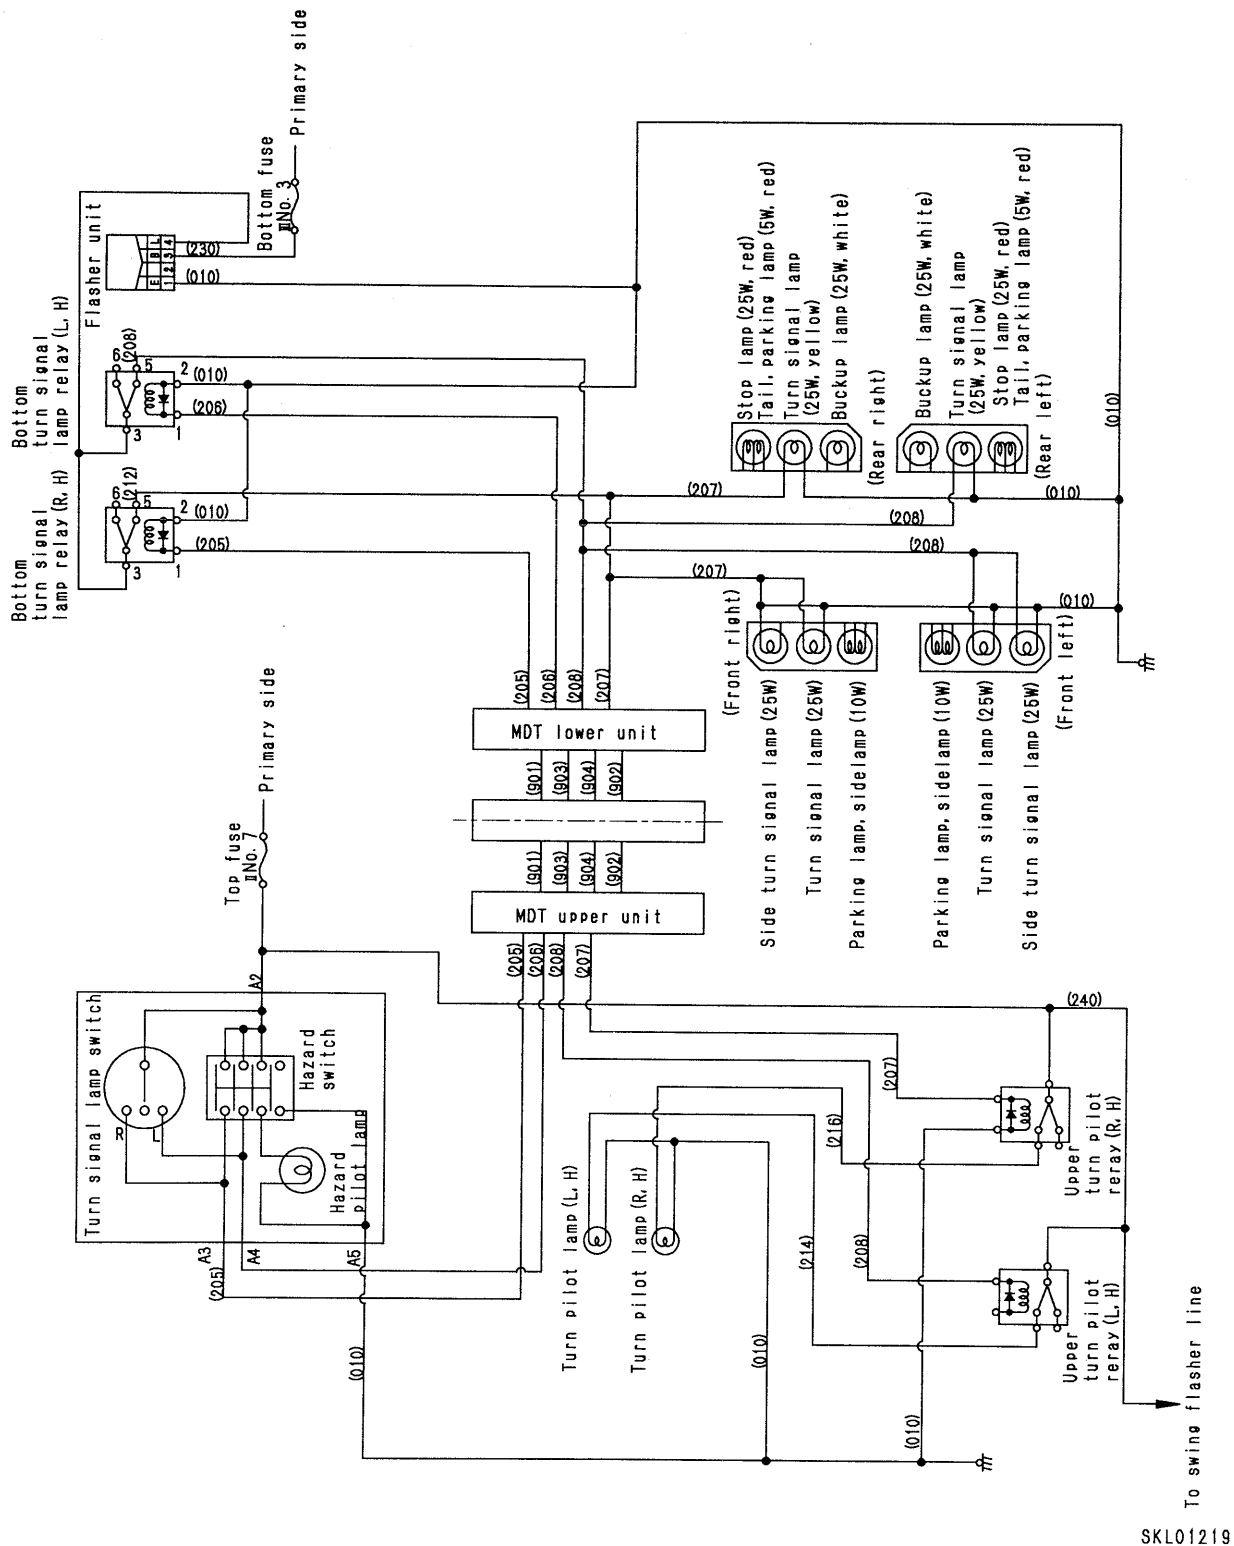 Primary side
Bottom fuse
ⅡNo. 3
Flasher unit
E
B
L
1
2
3
4
(230)
(010)
Bottom
turn signal
lamp relay (L, H)
6
(208)
5
2
(010)
(206)
3
1
Bottom
turn signal
lamp relay (R, H)
6
(212)
5
2
(010)
(205)
3
1
Stop lamp (25W, red)
Tail, parking lamp (5W, red)
Turn signal lamp
(25W, yellow)
Buckup lamp (25W, white)
(Rear right)
Buckup lamp (25W, white)
Turn signal lamp
(25W, yellow)
Stop lamp (25W, red)
Tail, parking lamp (5W, red)
(Rear left)
(010)
(207)
(010)
(208)
(208)
(207)
(010)
(Front right)
Side turn signal lamp (25W)
Turn signal lamp (25W)
Parking lamp, sidelamp (10W)
Parking lamp, sidelamp (10W)
Turn signal lamp (25W)
Side turn signal lamp (25W)
(Front left)
(205)
(206)
(208)
(207)
MDT lower unit
(901)
(903)
(904)
(902)
(901)
(903)
(904)
(902)
MDT upper unit
(205)
(206)
(208)
(207)
Primary side
Top fuse
ⅡNo. 7
A2
Turn signal lamp switch
R
L
Hazard
switch
Hazard
pilot lamp
A3
(205)
A4
A5
(010)
(240)
(207)
(216)
Turn pilot lamp (L, H)
Turn pilot lamp (R, H)
(214)
(208)
(010)
(010)
Upper
turn pilot
reray (R, H)
Upper
turn pilot
reray (L, H)
To swing flasher line
SKL01219